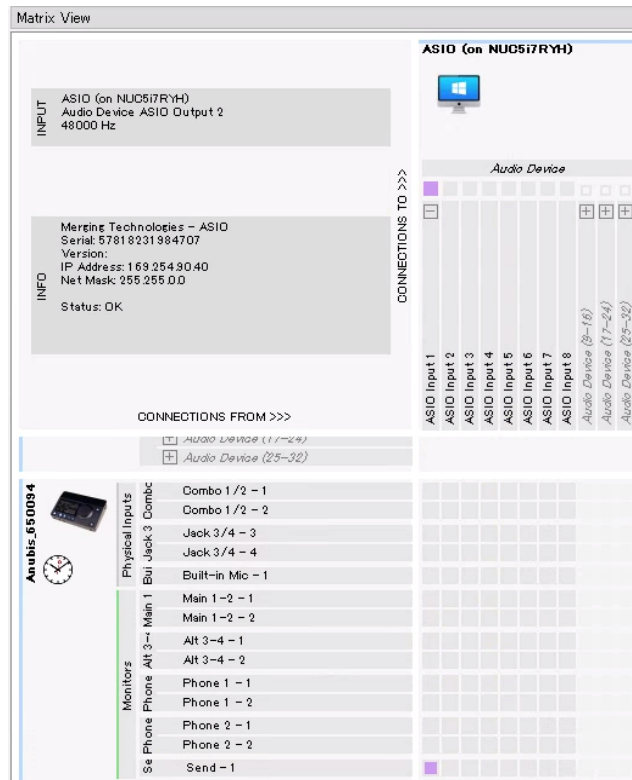 Matrix View
INPUT
ASIO (on NUC5i7RYH)
Audio Device ASIO Output 2
48000 Hz
INFO
Merging Technologies - ASIO
Serial: 57818231984707
Version:
IP Address: 169.254.90.40
Net Mask: 255.255.0.0
Status: OK
CONNECTIONS TO >>>
CONNECTIONS FROM >>>
ASIO (on NUC5i7RYH)
Audio Device
ASIO Input 1
ASIO Input 2
ASIO Input 3
ASIO Input 4
ASIO Input 5
ASIO Input 6
ASIO Input 7
ASIO Input 8
Audio Device (9-16)
Audio Device (17-24)
Audio Device (25-32)
Audio Device (17-24)
Audio Device (25-32)
Anubis_650094
Physical Inputs
Combo
Combo 1/2 - 1
Combo 1/2 - 2
Jack 3
Jack 3/4 - 3
Jack 3/4 - 4
Bui
Built-in Mic - 1
Monitors
Main 1
Main 1-2 - 1
Main 1-2 - 2
Alt 3-4
Alt 3-4 - 1
Alt 3-4 - 2
Phone
Phone 1 - 1
Phone 1 - 2
Phone
Phone 2 - 1
Phone 2 - 2
Se
Send - 1